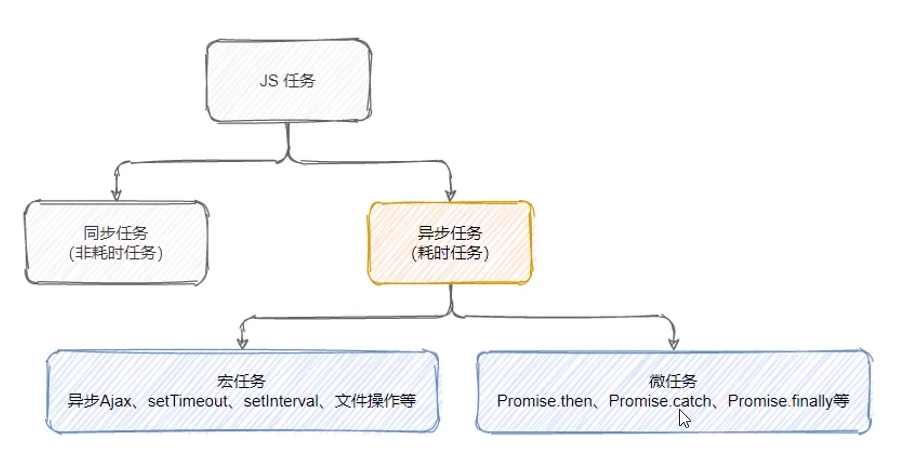 JS 任务
同步任务
（非耗时任务）
异步任务
（耗时任务）
宏任务
异步Ajax、setTimeout、setInterval、文件操作等
微任务
Promise.then、Promise.catch、Promise.finally等